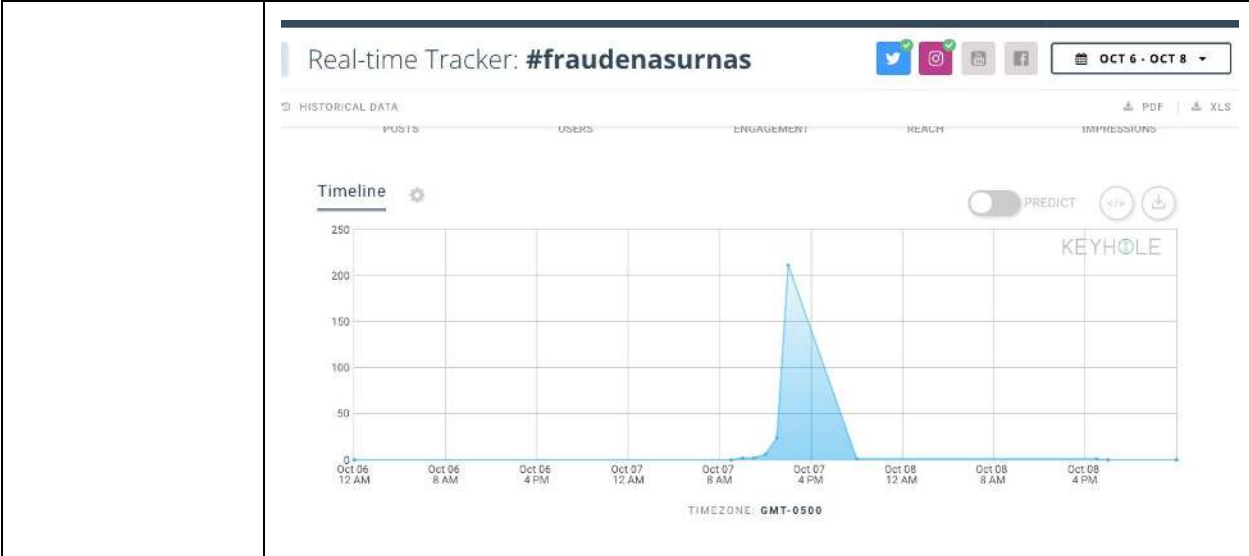 Real-time Tracker: #fraudenasurnas
OCT 6 - OCT 8
HISTORICAL DATA
PDF | XLS
POSTS USERS ENGAGEMENT REACH IMPRESSIONS
Timeline
PREDICT </>
KEYHOLE
250
200
150
100
50
0
Oct 06 Oct 06 Oct 06 Oct 07 Oct 07 Oct 07 Oct 08 Oct 08 Oct 08
12 AM 8 AM 4 PM 12 AM 8 AM 4 PM 12 AM 8 AM 4 PM
TIMEZONE: GMT-0500